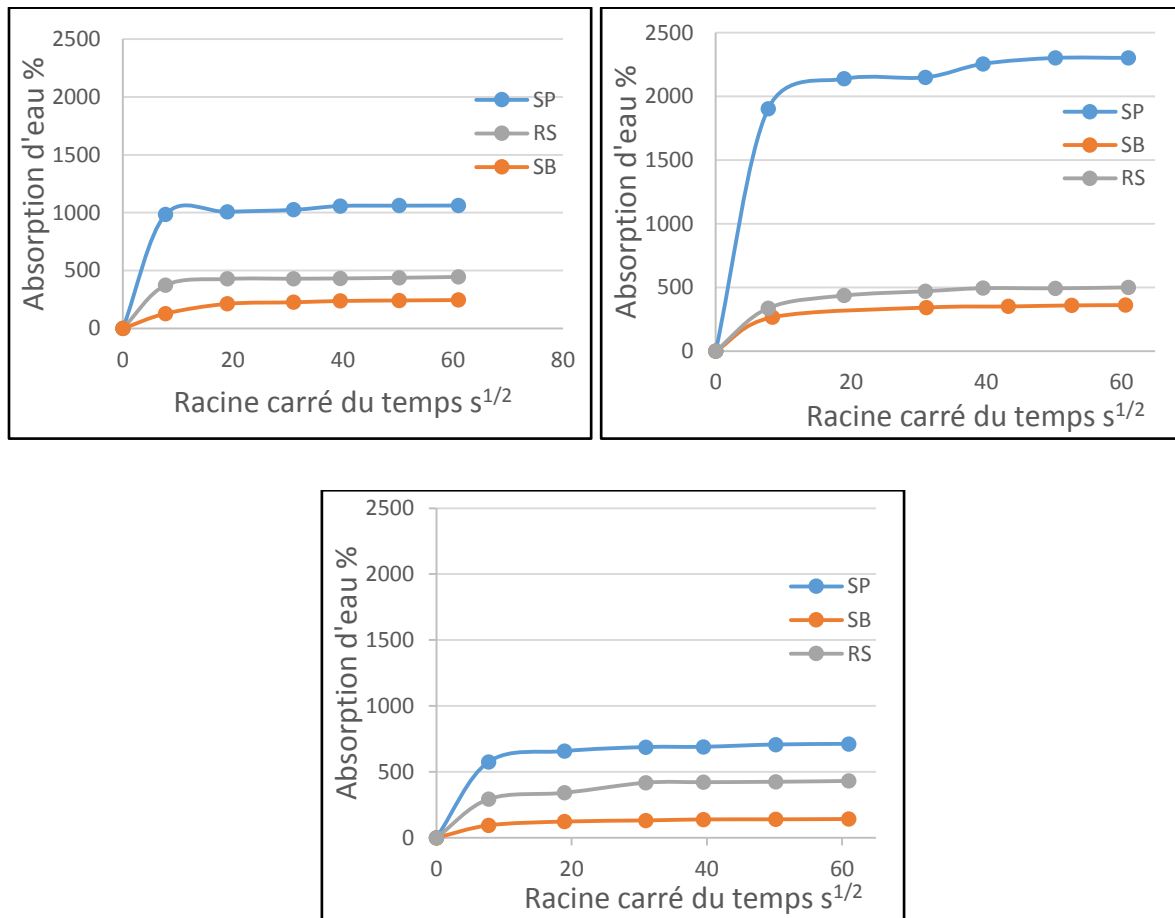 2500
2000
1500
1000
500
0
0 20 40 60 80
Absorption d'eau %
Racine carré du temps s1/2
SP
RS
SB
2500
2000
1500
1000
500
0
0 20 40 60
Absorption d'eau %
Racine carré du temps s1/2
SP
SB
RS
2500
2000
1500
1000
500
0
0 20 40 60
Absorption d'eau %
Racine carré du temps s1/2
SP
SB
RS